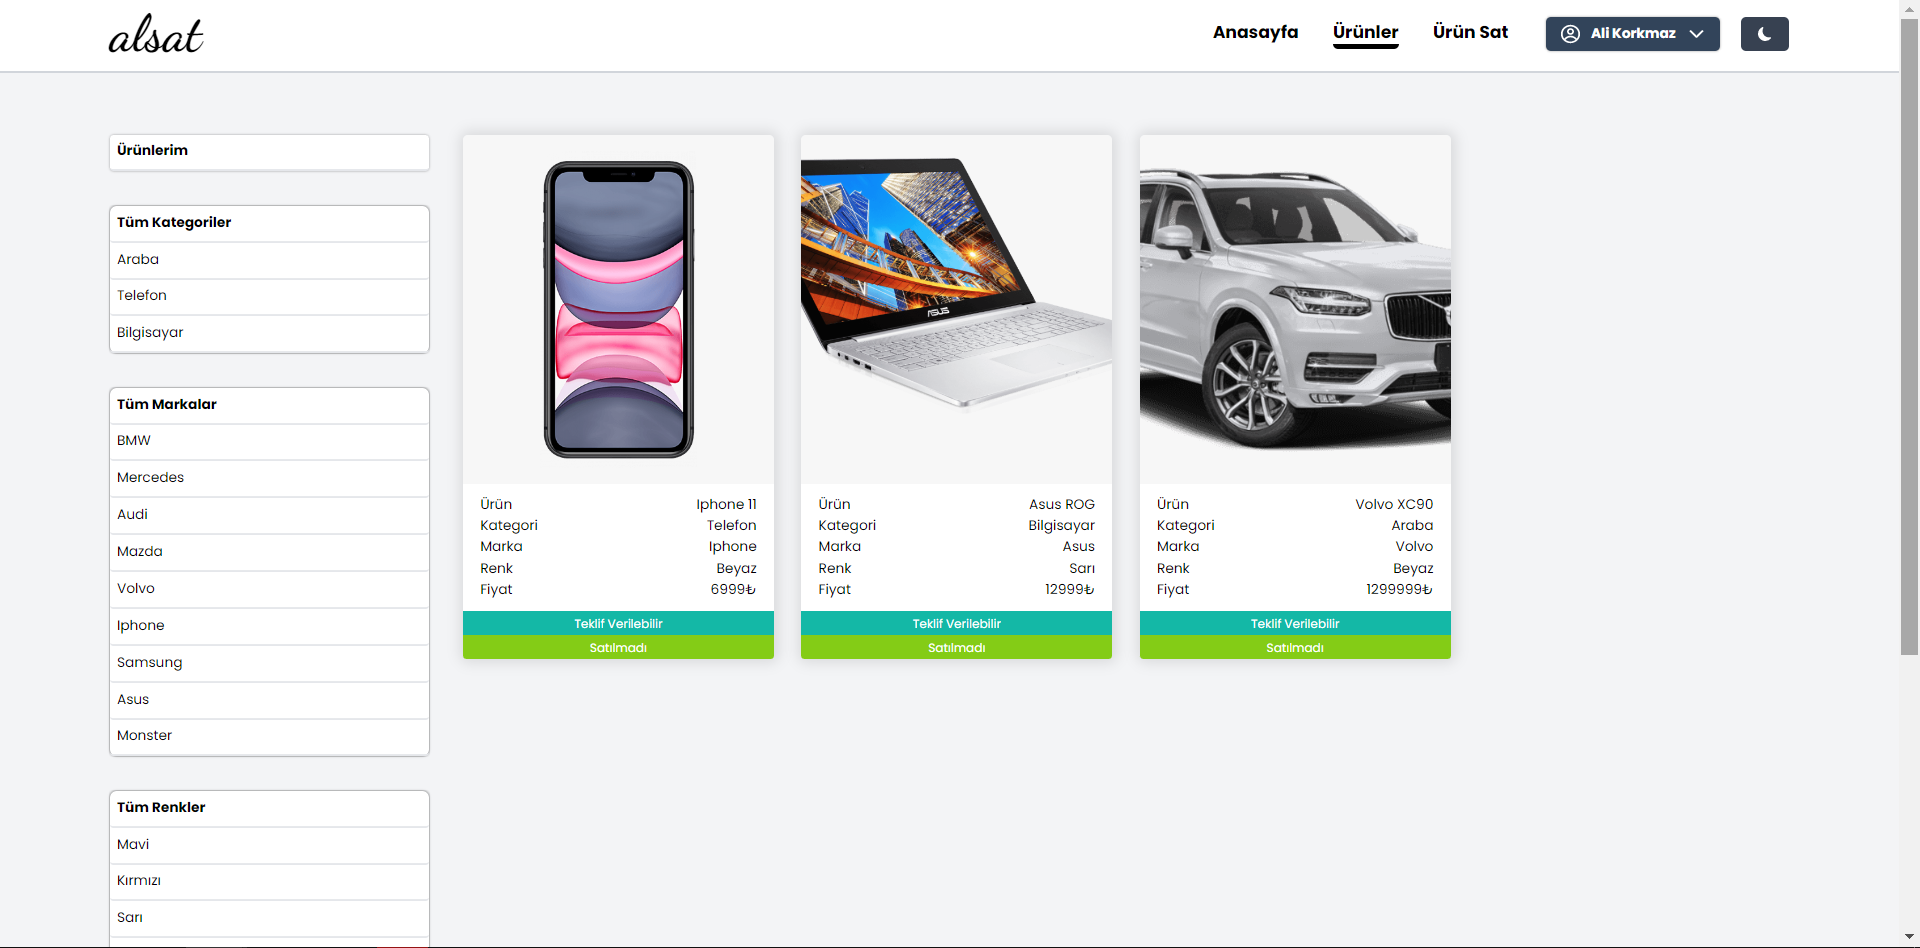 alsat
Anasayfa Ürünler Ürün Sat Ali Korkmaz
Ürünlerim
Tüm Kategoriler
Araba
Telefon
Bilgisayar
Tüm Markalar
BMW
Mercedes
Audi
Mazda
Volvo
Iphone
Samsung
Asus
Monster
Tüm Renkler
Mavi
Kırmızı
Sarı
Ürün Iphone 11
Kategori Telefon
Marka Iphone
Renk Beyaz
Fiyat 6999₺
Teklif Verilebilir
Satılmadı
ASUS
Ürün Asus ROG
Kategori Bilgisayar
Marka Asus
Renk Sarı
Fiyat 12999₺
Teklif Verilebilir
Satılmadı
Ürün Volvo XC90
Kategori Araba
Marka Volvo
Renk Beyaz
Fiyat 1299999₺
Teklif Verilebilir
Satılmadı